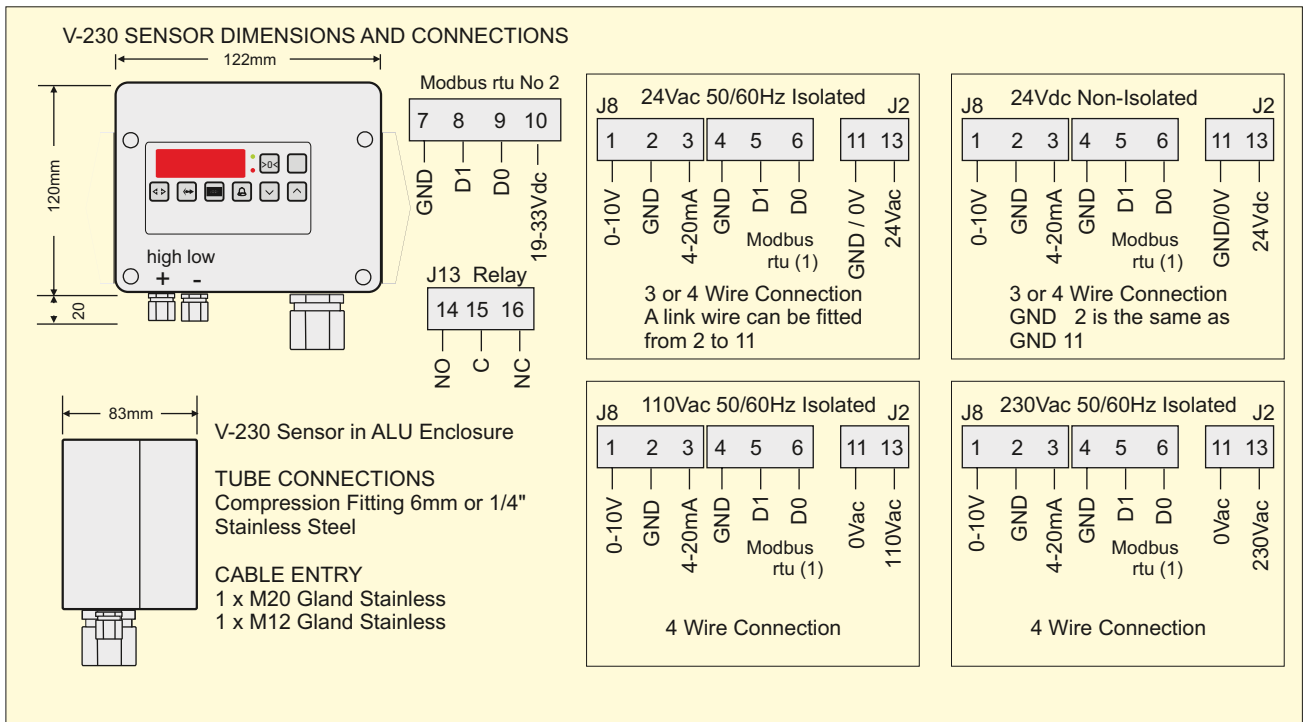 V-230 SENSOR DIMENSIONS AND CONNECTIONS
122mm
120mm
20
>0<
high low
+ -
Modbus rtu No 2
7 8 9 10
GND
D1
D0
19-33Vdc
J13 Relay
14 15 16
NO
C
NC
83mm
V-230 Sensor in ALU Enclosure
TUBE CONNECTIONS
Compression Fitting 6mm or 1/4"
Stainless Steel
CABLE ENTRY
1 x M20 Gland Stainless
1 x M12 Gland Stainless
J8 24Vac 50/60Hz Isolated J2
1 2 3 4 5 6 11 13
0-10V
GND
4-20mA
GND
D1
D0
Modbus
rtu (1)
GND / 0V
24Vac
3 or 4 Wire Connection
A link wire can be fitted
from 2 to 11
J8 24Vdc Non-Isolated J2
1 2 3 4 5 6 11 13
0-10V
GND
4-20mA
GND
D1
D0
Modbus
rtu (1)
GND/0V
24Vdc
3 or 4 Wire Connection
GND 2 is the same as
GND 11
J8 110Vac 50/60Hz Isolated J2
1 2 3 4 5 6 11 13
0-10V
GND
4-20mA
GND
D1
D0
Modbus
rtu (1)
0Vac
110Vac
4 Wire Connection
J8 230Vac 50/60Hz Isolated J2
1 2 3 4 5 6 11 13
0-10V
GND
4-20mA
GND
D1
D0
Modbus
rtu (1)
0Vac
230Vac
4 Wire Connection